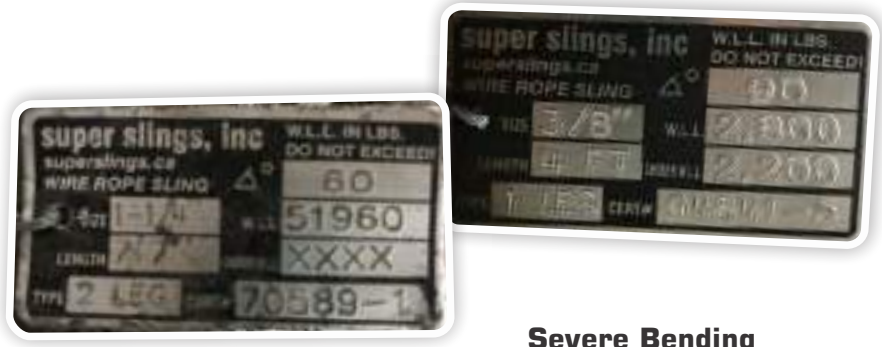 super slings, inc
superslings.ca
WIRE ROPE SLING
SIZE 1-1/4
LENGTH
TYPE 2 LEG
W.L.L. IN LBS.
DO NOT EXCEED!
60
W.L.L. 51960
XXXX
70589-1
super slings, inc
superslings.ca
WIRE ROPE SLING
SIZE 3/8"
LENGTH 4 FT
TYPE 1 LEG
W.L.L. IN LBS.
DO NOT EXCEED!
90
W.L.L.
2,200
CERT#
Severe Bending